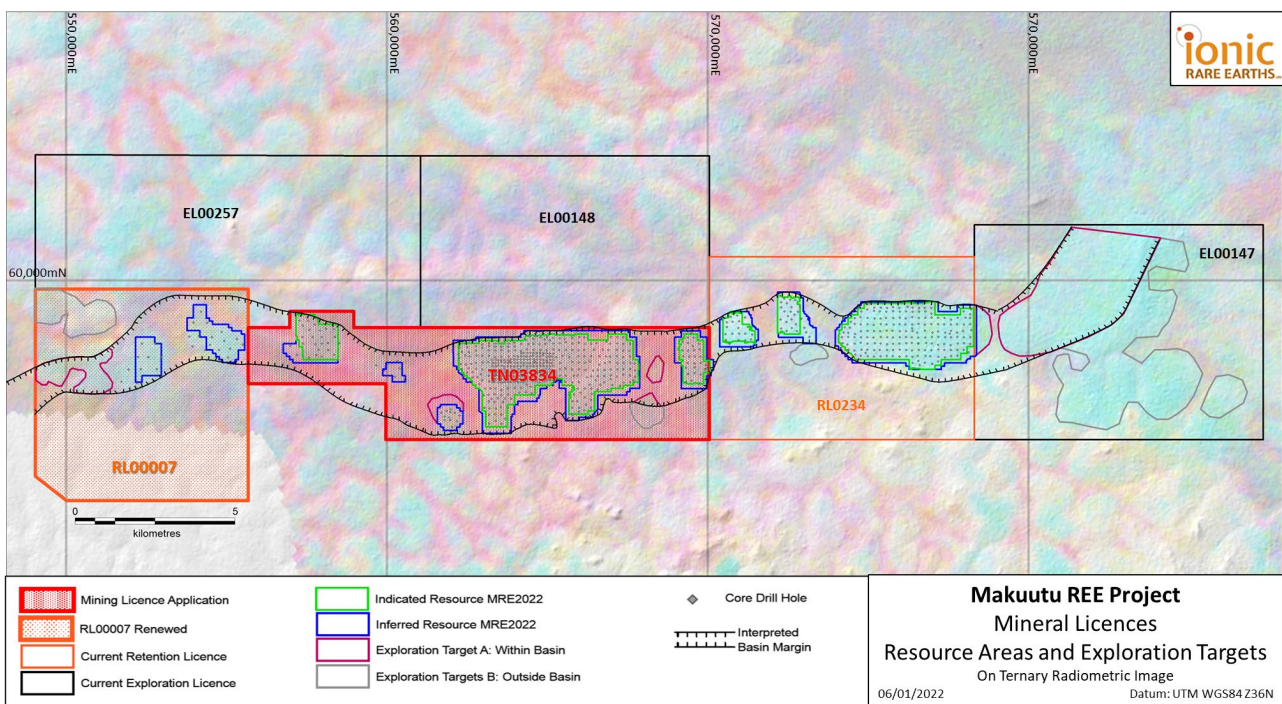 550,000mE
560,000mE
570,000mE
570,000mE
ionic
RARE EARTHS
EL00257
EL00148
EL00147
60,000mN
TN03834
RL0234
RL00007
0 5
kilometres
Mining Licence Application
RL00007 Renewed
Current Retention Licence
Current Exploration Licence
Indicated Resource MRE2022
Inferred Resource MRE2022
Exploration Target A: Within Basin
Exploration Targets B: Outside Basin
Core Drill Hole
Interpreted
Basin Margin
Makuutu REE Project
Mineral Licences
Resource Areas and Exploration Targets
On Ternary Radiometric Image
06/01/2022 Datum: UTM WGS84 Z36N